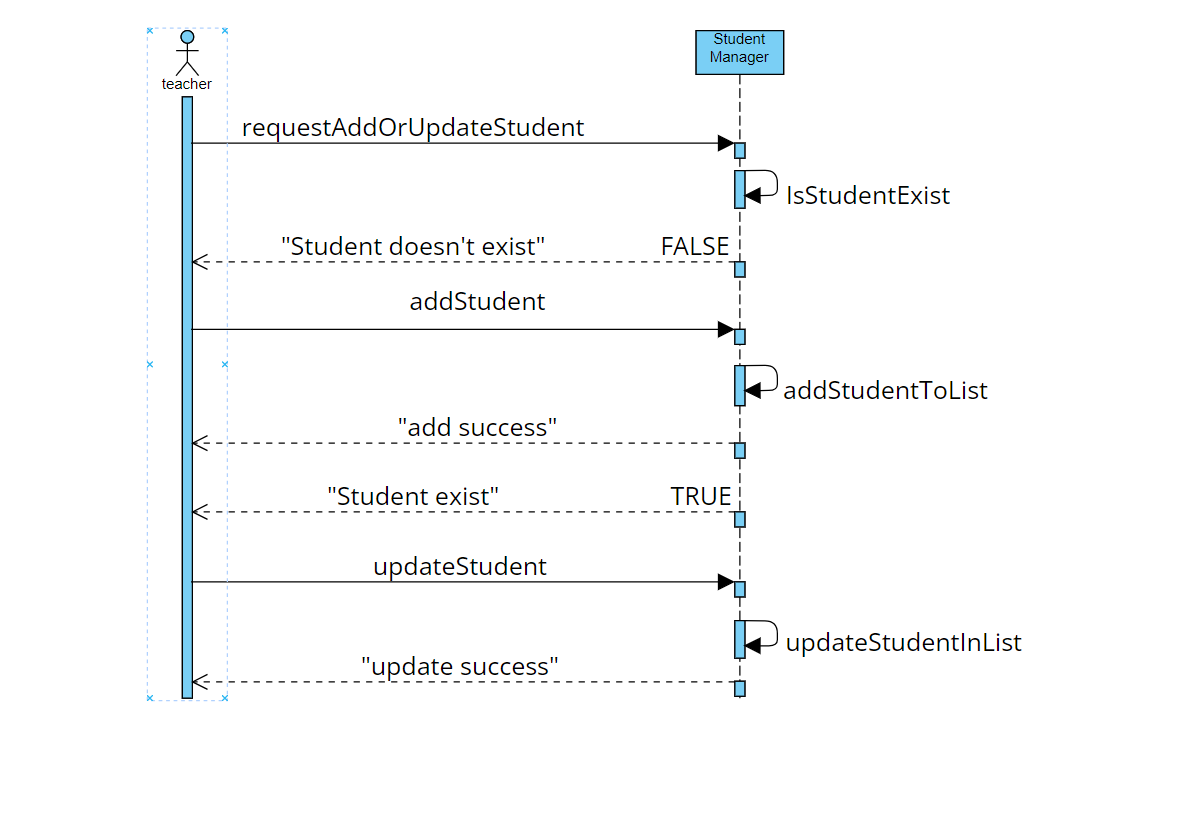 teacher
Student
Manager
requestAddOrUpdateStudent
IsStudentExist
"Student doesn't exist" FALSE
addStudent
addStudentToList
"add success"
"Student exist" TRUE
updateStudent
updateStudentInList
"update success"